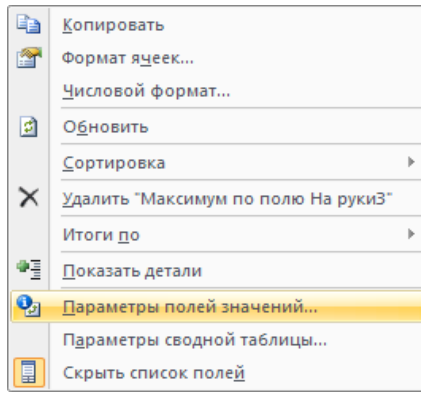 Копировать
Формат ячеек...
Числовой формат...
Обновить
Сортировка
Удалить "Максимум по полю На руки3"
Итоги по
Показать детали
Параметры полей значений...
Параметры сводной таблицы...
Скрыть список полей